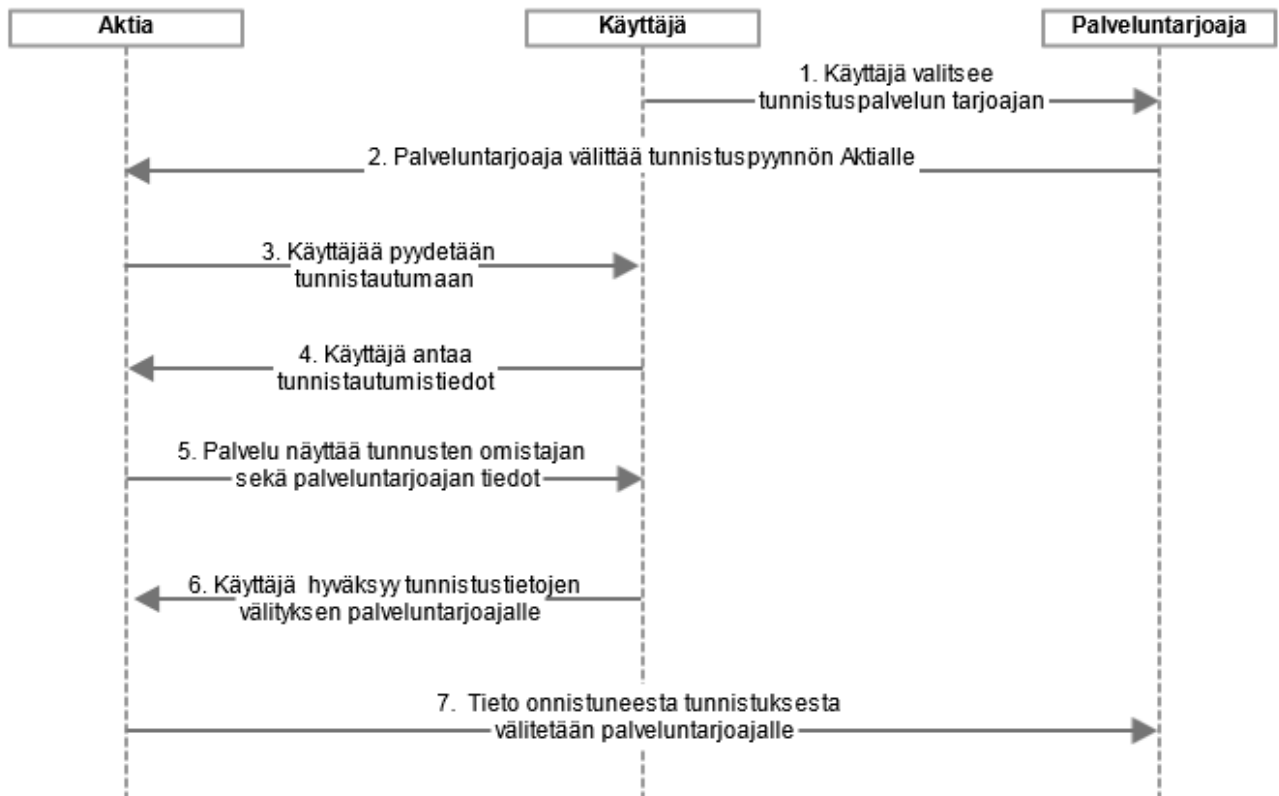 Aktia
Käyttäjä
Palveluntarjoaja
1. Käyttäjä valitsee
tunnistuspalvelun tarjoajan
2. Palveluntarjoaja välittää tunnistuspyynnön Aktialle
3. Käyttäjää pyydetään
tunnistautumaan
4. Käyttäjä antaa
tunnistautumistiedot
5. Palvelu näyttää tunnusten omistajan
sekä palveluntarjoajan tiedot
6. Käyttäjä hyväksyy tunnistustietojen
välityksen palveluntarjoajalle
7. Tieto onnistuneesta tunnistuksesta
välitetään palveluntarjoajalle